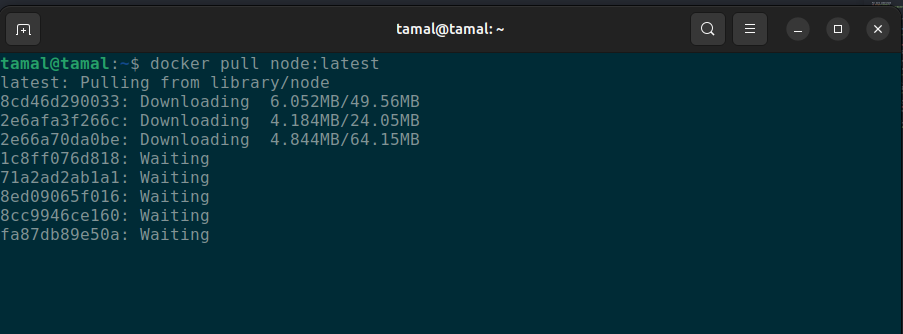 tamal@tamal: ~
tamal@tamal:~$ docker pull node:latest
latest: Pulling from library/node
8cd46d290033: Downloading  6.052MB/49.56MB
2e6afa3f266c: Downloading  4.184MB/24.05MB
2e66a70da0be: Downloading  4.844MB/64.15MB
1c8ff076d818: Waiting
71a2ad2ab1a1: Waiting
8ed09065f016: Waiting
8cc9946ce160: Waiting
fa87db89e50a: Waiting